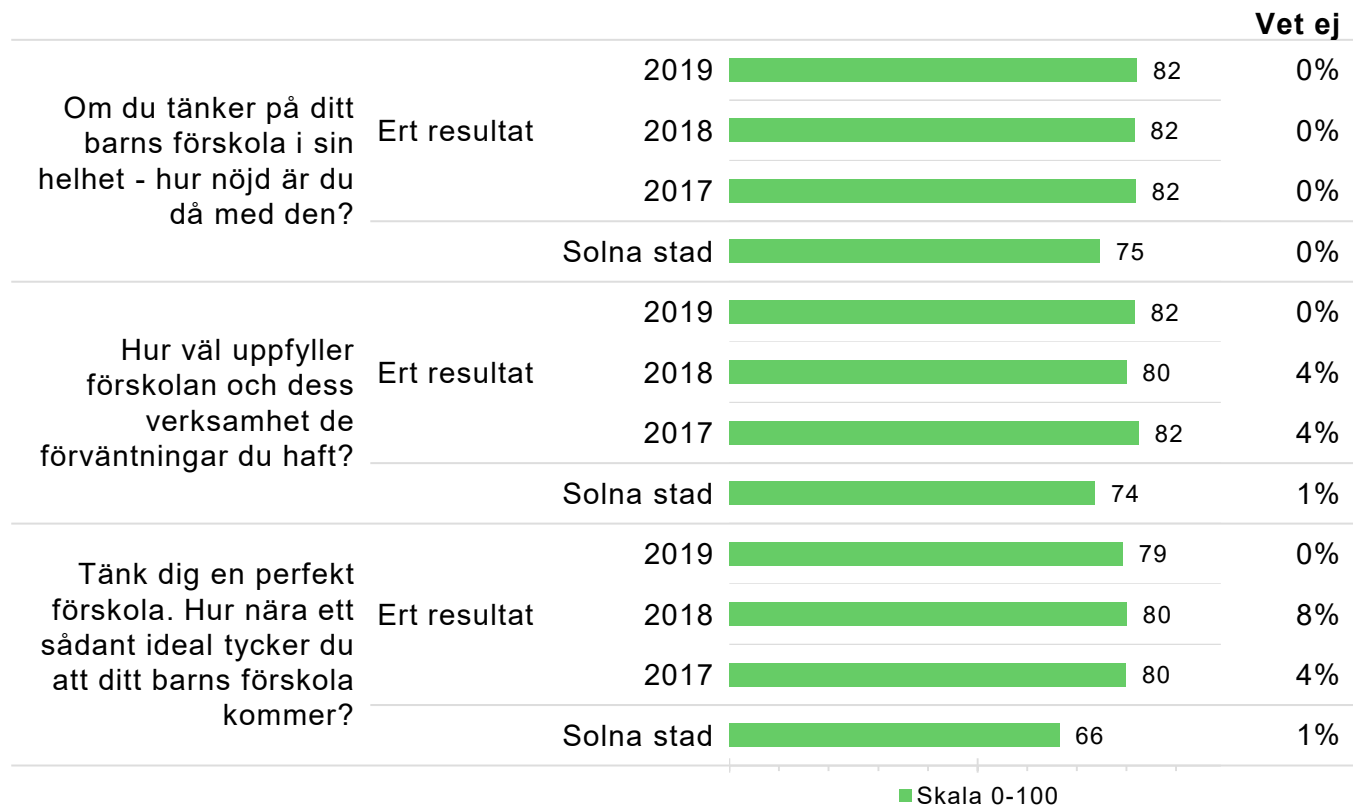 Vet ej
Om du tänker på ditt
barns förskola i sin
helhet - hur nöjd är du
då med den?
Ert resultat
2019 82 0%
2018 82 0%
2017 82 0%
Solna stad 75 0%
Hur väl uppfyller
förskolan och dess
verksamhet de
förväntningar du haft?
Ert resultat
2019 82 0%
2018 80 4%
2017 82 4%
Solna stad 74 1%
Tänk dig en perfekt
förskola. Hur nära ett
sådant ideal tycker du
att ditt barns förskola
kommer?
Ert resultat
2019 79 0%
2018 80 8%
2017 80 4%
Solna stad 66 1%
Skala 0-100